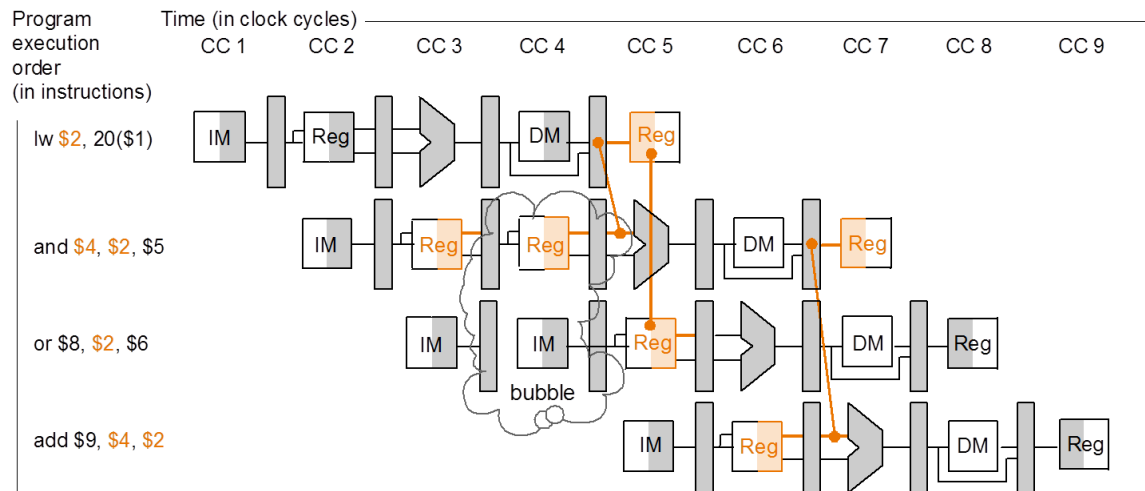 Program
execution
order
(in instructions)
Time (in clock cycles)
CC 1 CC 2 CC 3 CC 4 CC 5 CC 6 CC 7 CC 8 CC 9
lw $2, 20($1)
IM Reg DM Reg
and $4, $2, $5
IM Reg Reg DM Reg
or $8, $2, $6
IM IM Reg DM Reg
bubble
add $9, $4, $2
IM Reg DM Reg